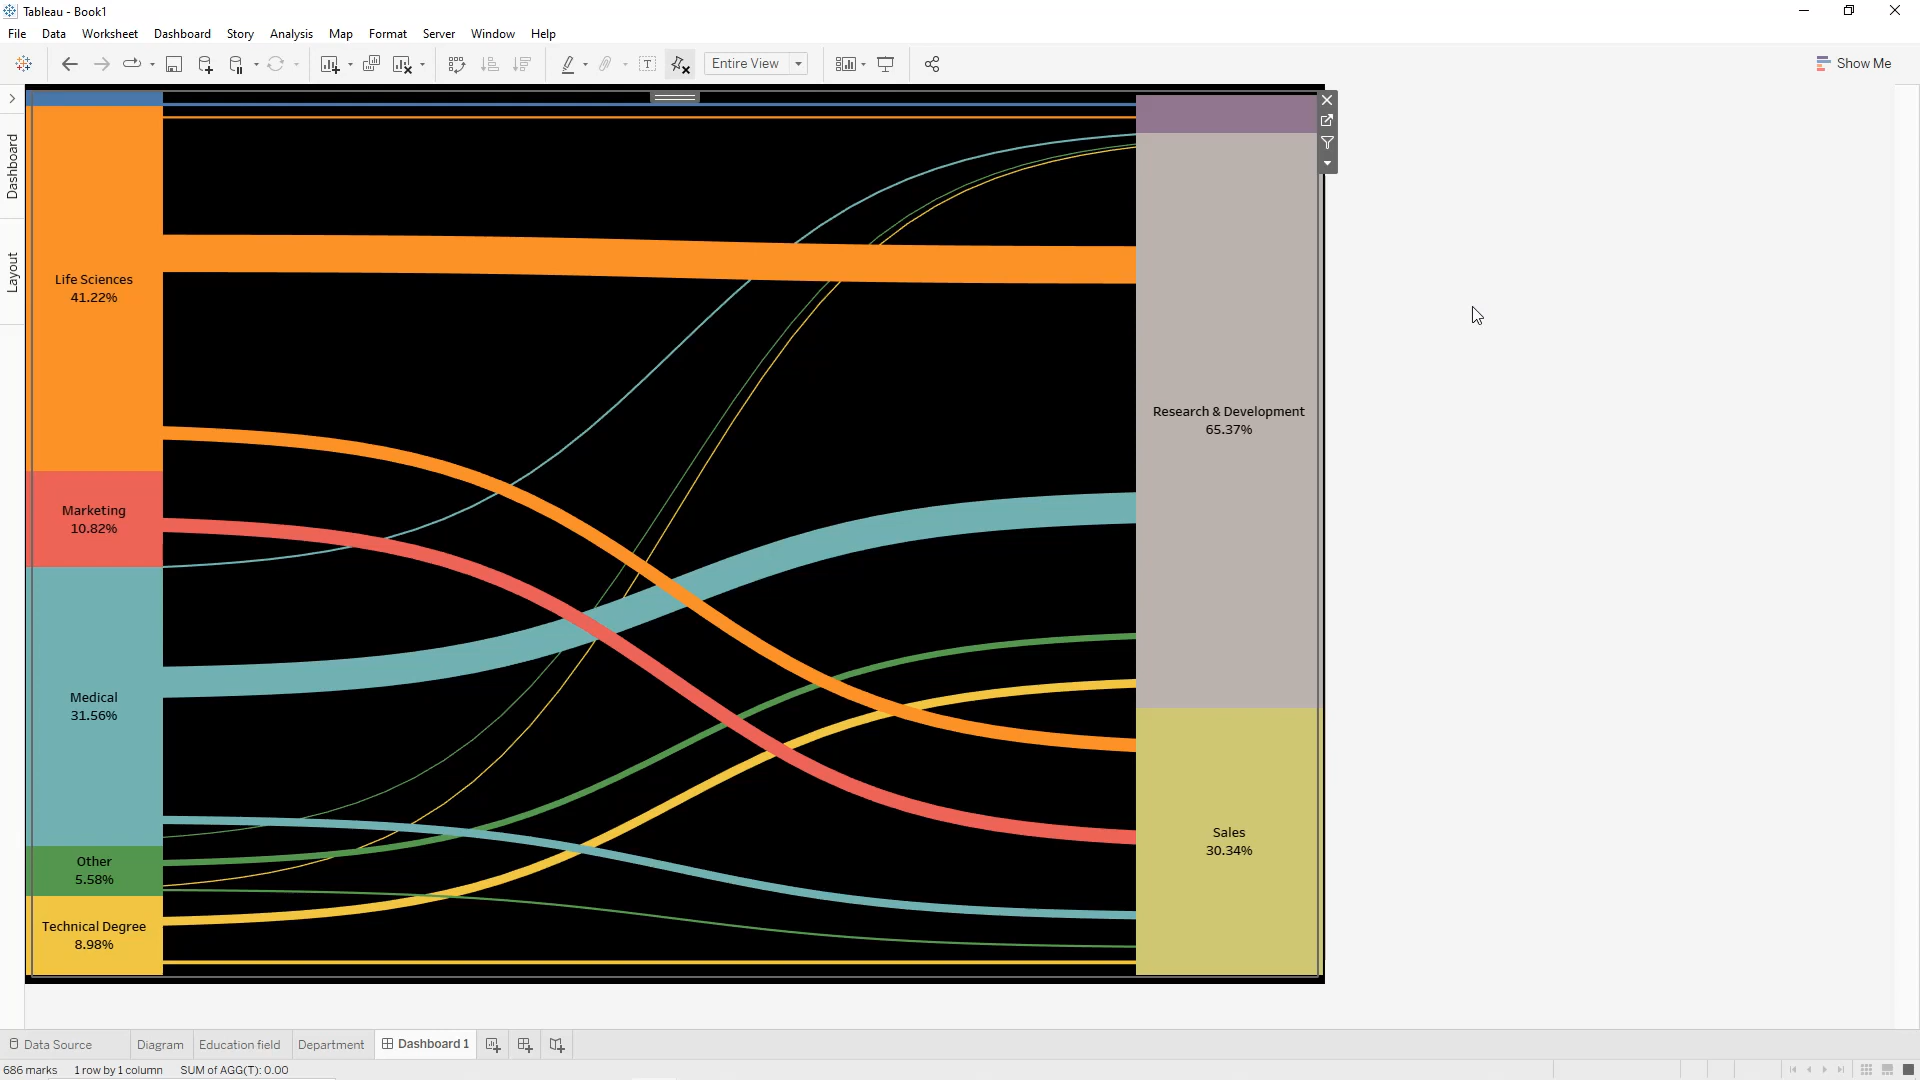 Tableau - Book1
File Data Worksheet Dashboard Story Analysis Map Format Server Window Help
Entire View
Show Me
Dashboard
Layout
Life Sciences
41.22%
Marketing
10.82%
Medical
31.56%
Other
5.58%
Technical Degree
8.98%
Research & Development
65.37%
Sales
30.34%
Data Source Diagram Education field Department Dashboard 1
686 marks 1 row by 1 column SUM of AGG(T): 0.00